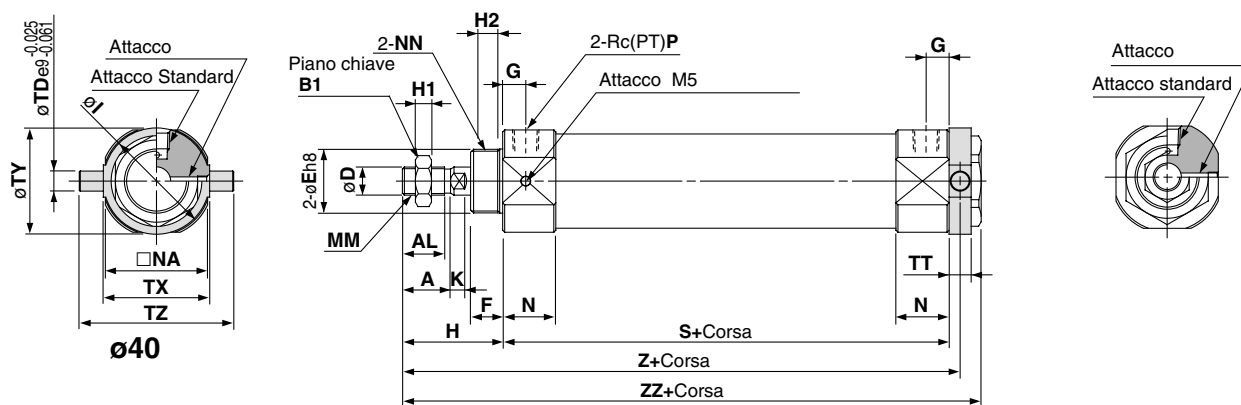 øTDe9 -0.025 -0.061
Attacco
Attacco Standard
øI
øTY
□NA
TX
TZ
ø40
H2
2-NN
2-Rc(PT)P
G
Piano chiave
B1
H1
G
Attacco M5
2-øEh8
øD
MM
AL
A
K
F
N
H
TT
N
S+Corsa
Z+Corsa
ZZ+Corsa
Attacco
Attacco standard